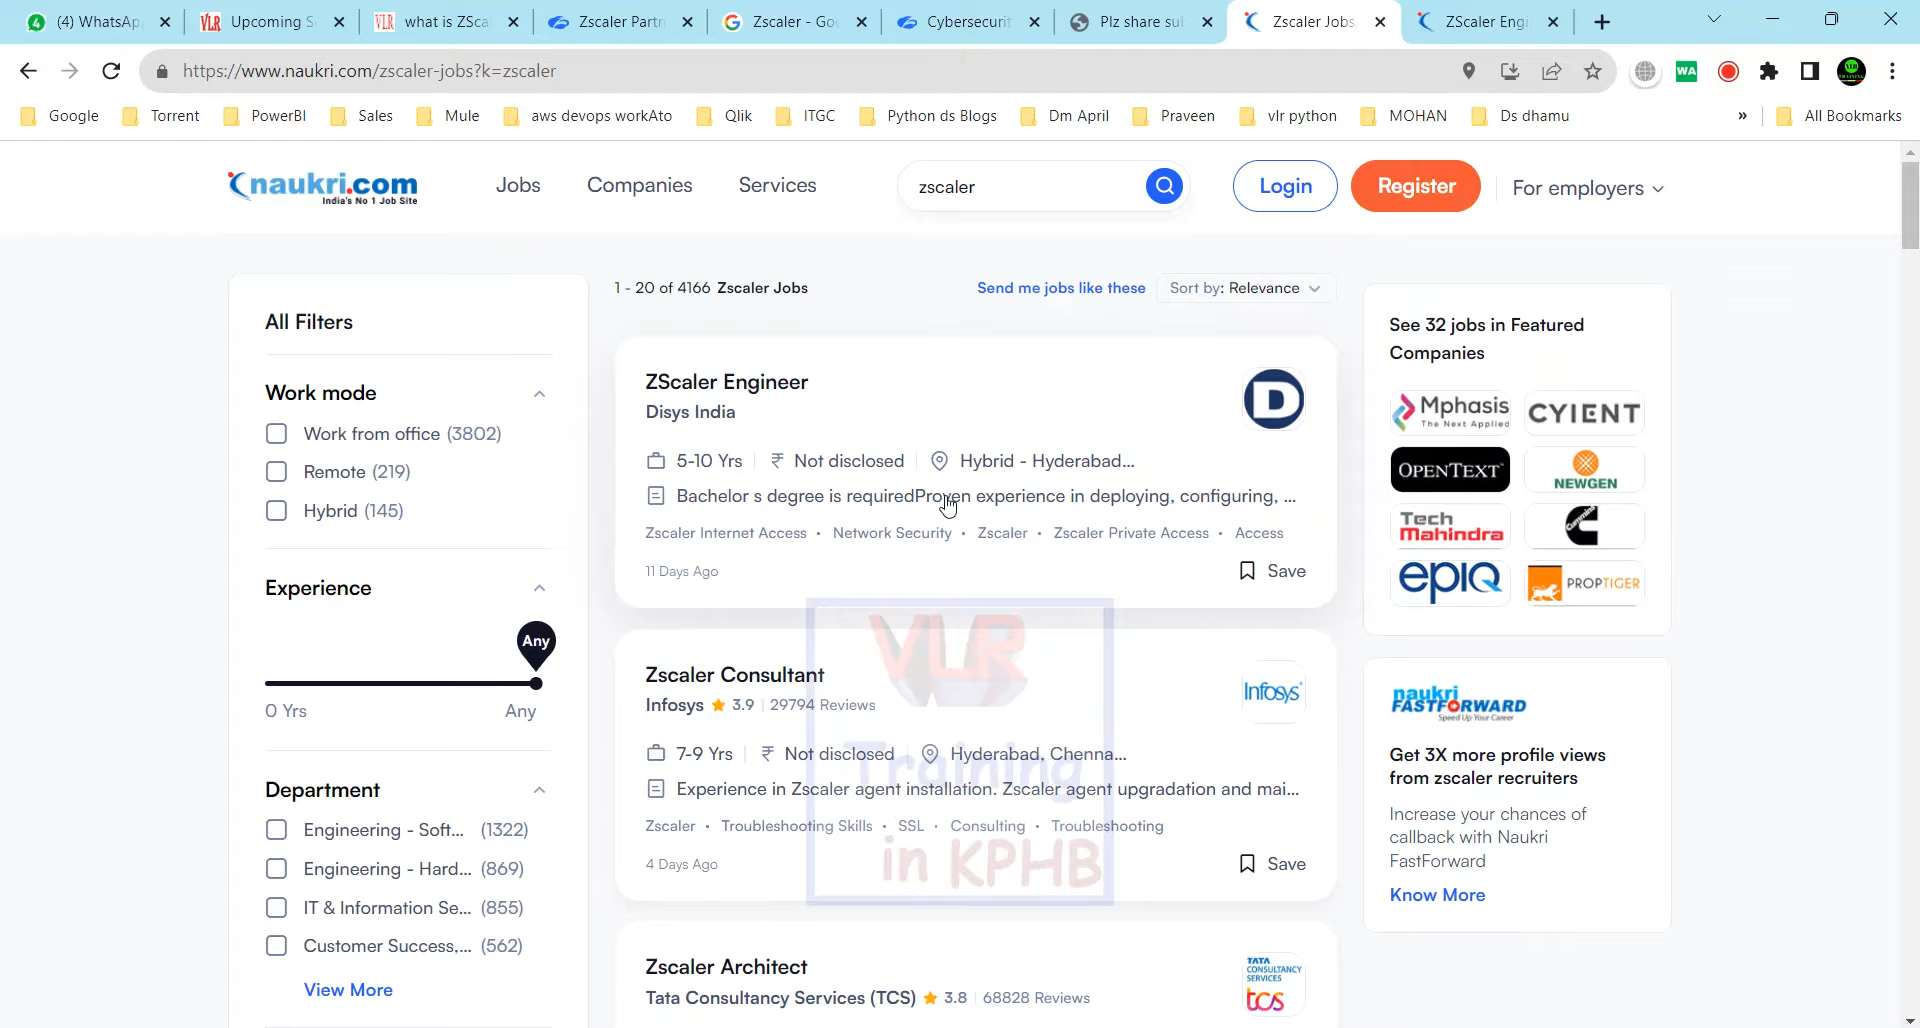 (4) WhatsAp
Upcoming S
what is ZSca
Zscaler Partn
Zscaler - Goo
Cybersecurit
Plz share su
Zscaler Jobs
ZScaler Engi
https://www.naukri.com/zscaler-jobs?k=zscaler
WA
Google
Torrent
PowerBI
Sales
Mule
aws devops workAto
Qlik
ITGC
Python ds Blogs
Dm April
Praveen
vlr python
MOHAN
Ds dhamu
»
All Bookmarks
naukri.com
India's No 1 Job Site
Jobs
Companies
Services
zscaler
Login
Register
For employers
All Filters
Work mode
Work from office (3802)
Remote (219)
Hybrid (145)
Experience
Any
0 Yrs
Any
Department
Engineering - Soft... (1322)
Engineering - Hard... (869)
IT & Information Se... (855)
Customer Success,... (562)
View More
1 - 20 of 4166 Zscaler Jobs
Send me jobs like these
Sort by: Relevance
ZScaler Engineer
Disys India
D
5-10 Yrs
₹ Not disclosed
Hybrid - Hyderabad...
Bachelor s degree is requiredProven experience in deploying, configuring, ...
Zscaler Internet Access • Network Security • Zscaler • Zscaler Private Access • Access
11 Days Ago
Save
Zscaler Consultant
Infosys 3.9 | 29794 Reviews
Infosys
7-9 Yrs
₹ Not disclosed
Hyderabad, Chenna...
Experience in Zscaler agent installation. Zscaler agent upgradation and mai...
Zscaler • Troubleshooting Skills • SSL • Consulting • Troubleshooting
4 Days Ago
Save
VLR
Training
in KPHB
Zscaler Architect
Tata Consultancy Services (TCS) 3.8 | 68828 Reviews
TATA
CONSULTANCY
SERVICES
tcs
See 32 jobs in Featured
Companies
Mphasis
The Next Applied
CYIENT
OPENTEXT
NEWGEN
Tech
Mahindra
Cummins
epiq
PROPTIGER
naukri
FASTFORWARD
Speed Up Your Career
Get 3X more profile views
from zscaler recruiters
Increase your chances of
callback with Naukri
FastForward
Know More